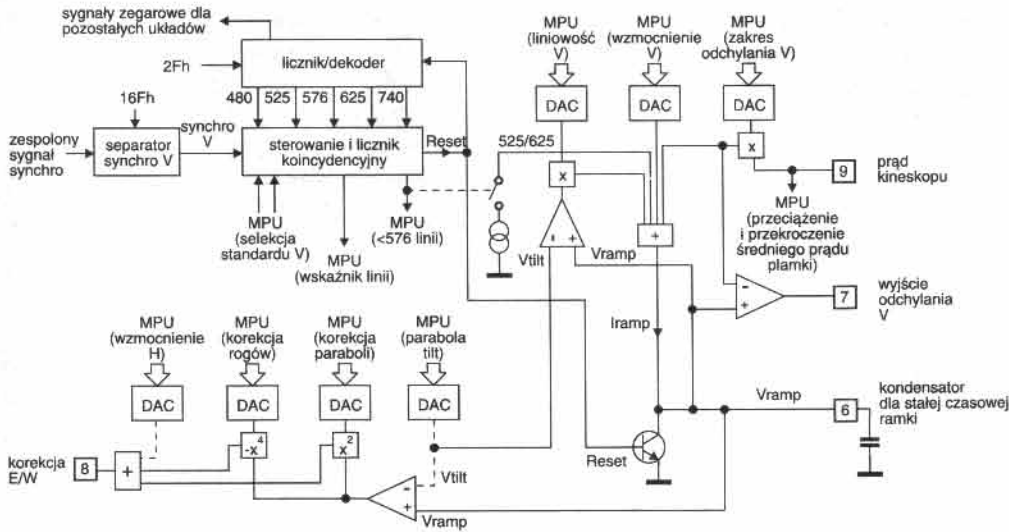 sygnały zegarowe dla
pozostałych układów
MPU
(liniowość
V)
MPU
(wzmocnienie
V)
MPU
(zakres
odchylania V)
2Fh
licznik/dekoder
DAC
DAC
DAC
480
525
576
625
740
16Fh
zespolony
sygnał
synchro
separator
synchro V
synchro
V
sterowanie i licznik
koincydencyjny
Reset
525/625
x
x
9
prąd
kineskopu
MPU
(selekcja
standardu V)
MPU
(wskaźnik linii)
MPU
(<576 linii)
MPU
(przeciążenie
i przekroczenie
średniego prądu
plamki)
+
- +
Vtilt
Vramp
-
+
7
wyjście
odchylania
V
Iramp
MPU
(wzmocnienie
H)
MPU
(korekcja
rogów)
MPU
(korekcja
paraboli)
MPU
(parabola
tilt)
DAC
DAC
DAC
DAC
Vramp
6
kondensator
dla stałej czasowej
ramki
-x⁴
x²
korekcja
E/W
8
+
Reset
Vtilt
-
+
Vramp